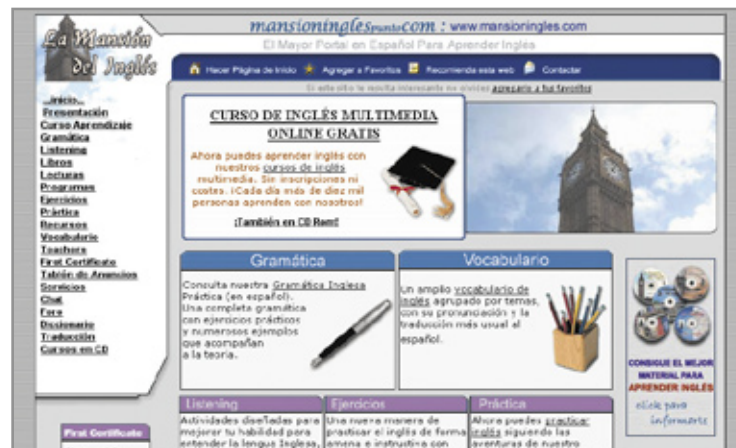 La Mansión
del Inglés
mansioninglespuntocom : www.mansioningles.com
El Mayor Portal en Español Para Aprender Inglés
Hacer Página de Inicio Agregar a Favoritos Recomienda esta web Contactar
Si este sitio te resulta interesante no olvides agregarlo a tus favoritos
...inicio...
Presentación
Curso Aprendizaje
Gramática
Listening
Libros
Lecturas
Programas
Ejercicios
Práctica
Recursos
Vocabulario
Teachers
First Certificate
Tablón de Anuncios
Servicios
Chat
Foro
Diccionario
Traducción
Cursos en CD
First Certificate
CURSO DE INGLÉS MULTIMEDIA
ONLINE GRATIS
Ahora puedes aprender inglés con
nuestros cursos de inglés
multimedia. Sin inscripciones ni
costes. ¡Cada día más de diez mil
personas aprenden con nosotros!
¡También en CD Rom!
Gramática
Consulta nuestra Gramática Inglesa
Práctica (en español).
Una completa gramática
con ejercicios prácticos
y numerosos ejemplos
que acompañan
a la teoría.
Vocabulario
Un amplio vocabulario de
inglés agrupado por temas,
con su pronunciación y la
traducción más usual al
español.
CONSIGUE EL MEJOR
MATERIAL PARA
APRENDER INGLÉS
click para
informarte
Listening
Actividades diseñadas para
mejorar tu habilidad para
entender la lengua Inglesa,
Ejercicios
Una nueva manera de
practicar el inglés de forma
amena e instructiva con
Práctica
Ahora puedes practicar
inglés siguiendo las
aventuras de nuestro